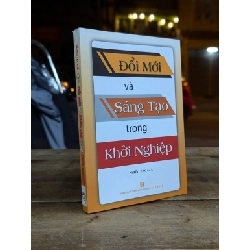 Đổi Mới
và
Sáng Tạo
trong
Khởi Nghiệp